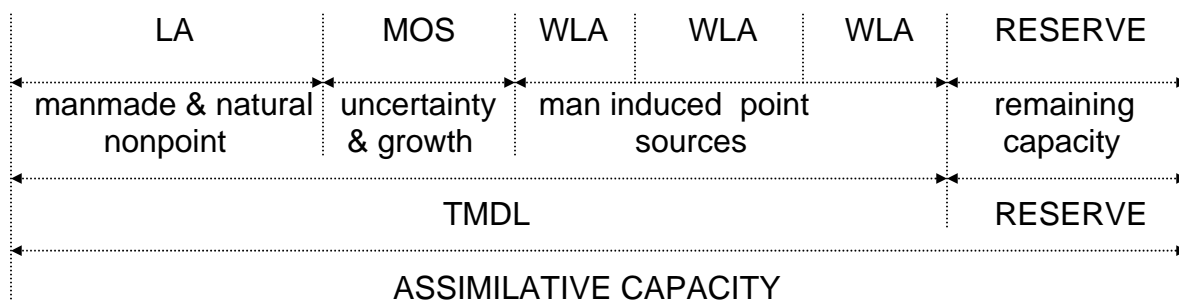 LA MOS WLA WLA WLA RESERVE
manmade & natural uncertainty man induced point remaining
nonpoint & growth sources capacity
TMDL RESERVE
ASSIMILATIVE CAPACITY